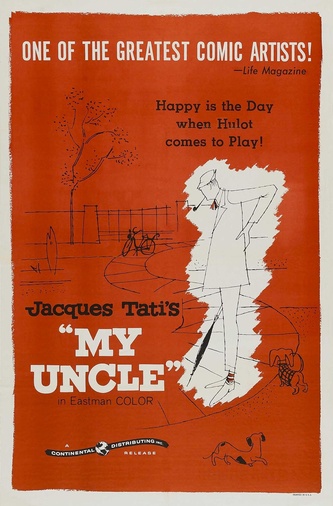 ONE OF THE GREATEST COMIC ARTISTS!
—Life Magazine
Happy is the Day
when Hulot
comes to Play!
Jacques Tati's
"MY
UNCLE"
in Eastman COLOR
A
CONTINENTAL DISTRIBUTING INC.
RELEASE